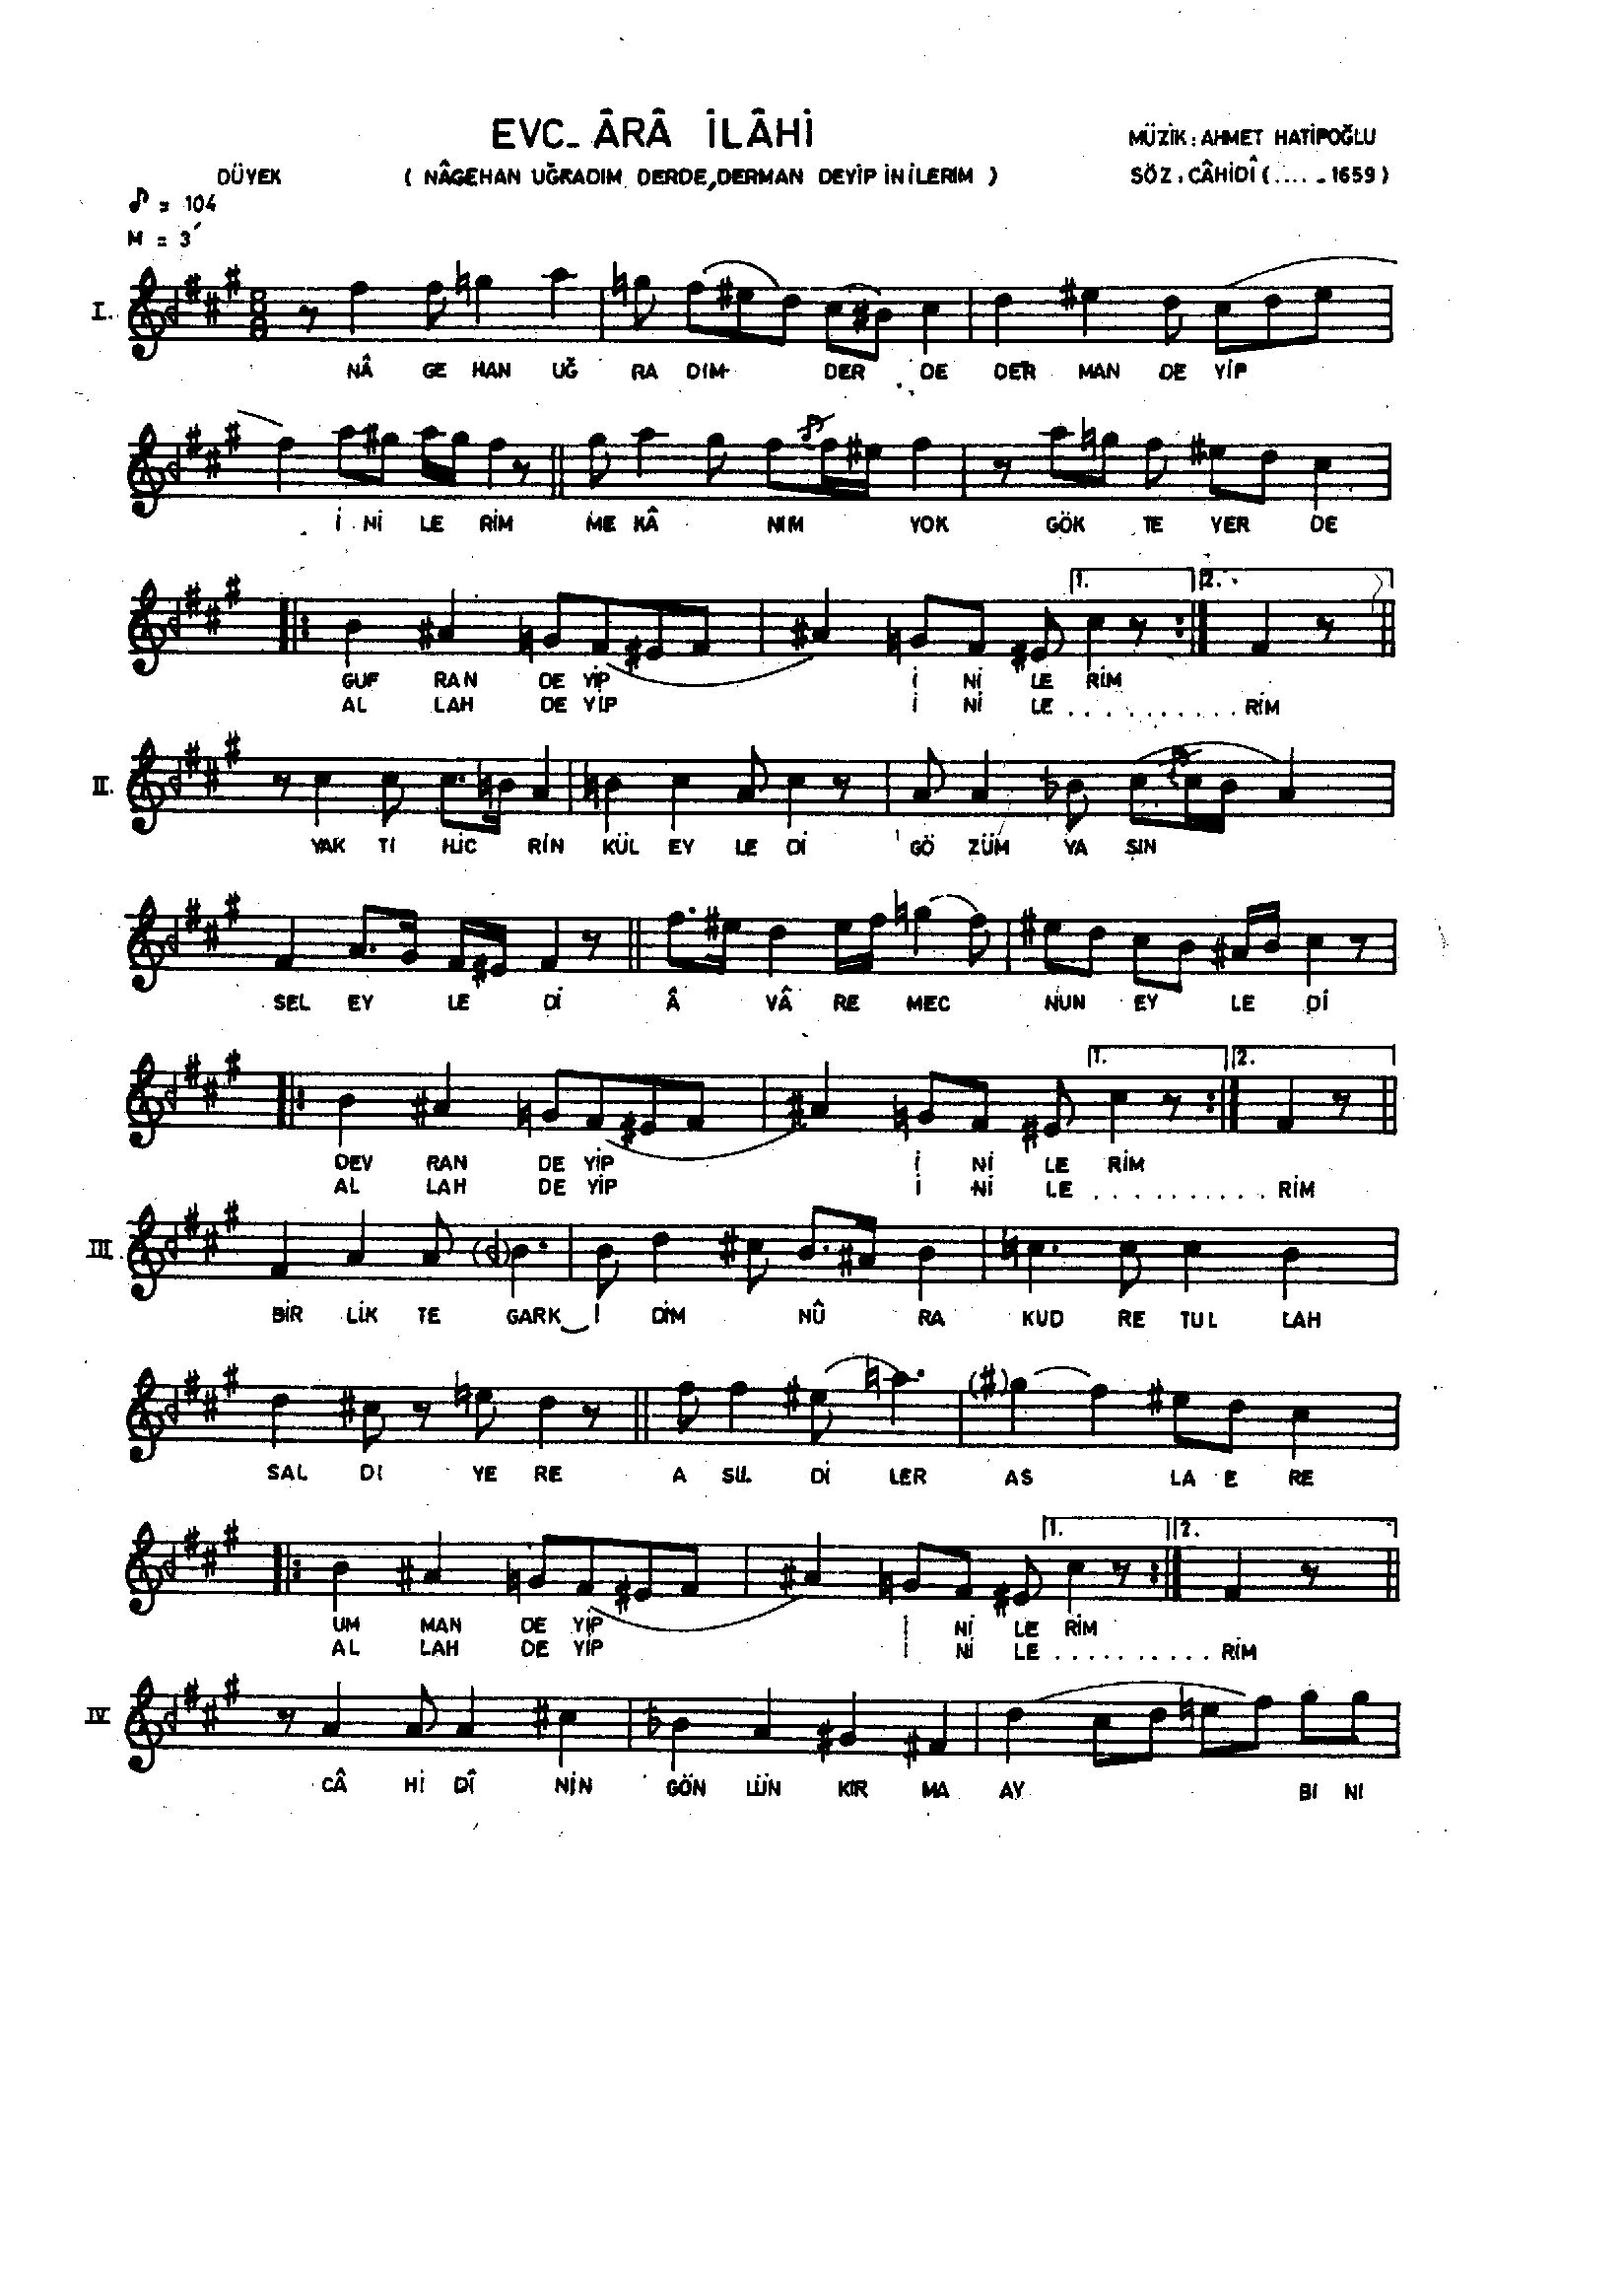 EVC- ÂRÂ İLÂHİ
MÜZİK: AHMET HATİPOĞLU
DÜYEK
( NÂGEHAN UĞRADIM DERDE, DERMAN DEYİP İNİLERİM )
SÖZ: CÂHİDÎ (.... - 1659)
♪ = 104
M = 3´
I.
NÂ GE HAN UĞ RA DIM DER DE DER MAN DE YİP
İ Nİ LE RİM ME KÂ NIM YOK GÖK TE YER DE
1. 2.
GUF RAN DE YİP İ Nİ LE RİM
AL LAH DE YİP İ Nİ LE .......... RİM
II.
YAK TI HİC RİN KÜL EY LE Dİ GÖ ZÜM YA ŞIN
SEL EY LE Dİ Â VÂ RE MEC NUN EY LE Dİ
1. 2.
DEV RAN DE YİP İ Nİ LE RİM
AL LAH DE YİP İ Nİ LE .......... RİM
III.
BİR LİK TE GARK İ DİM NÛ RA KUD RE TUL LAH
SAL DI YE RE A SIL Dİ LER AS LA E RE
1. 2.
UM MAN DE YİP İ Nİ LE RİM
AL LAH DE YİP İ Nİ LE .......... RİM
IV
CÂ Hİ DÎ NİN GÖN LÜN KIR MA AY BI NI